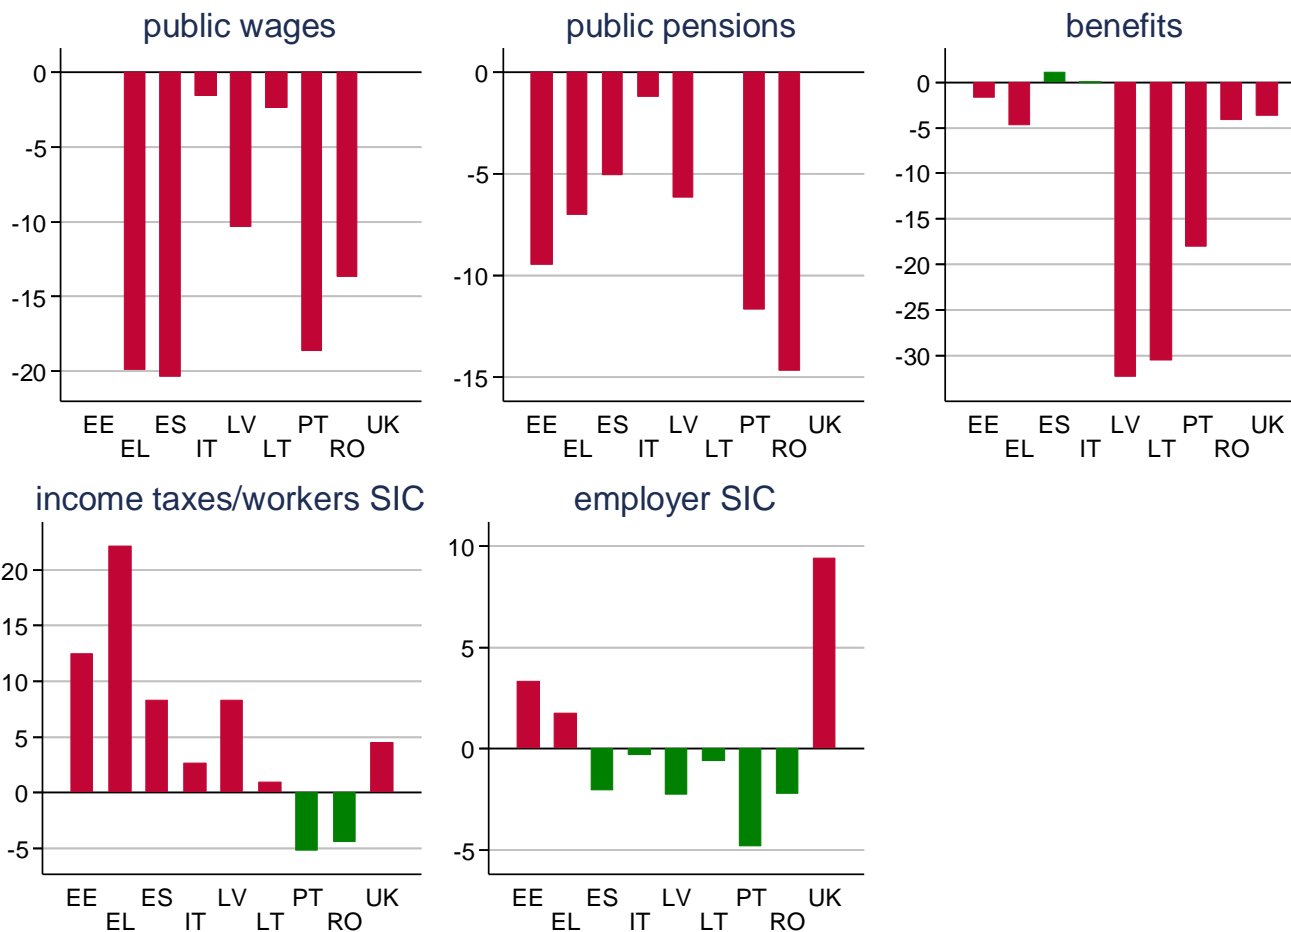 public wages
0
-5
-10
-15
-20
EE ES LV PT UK
EL IT LT RO
public pensions
0
-5
-10
-15
EE ES LV PT UK
EL IT LT RO
benefits
0
-5
-10
-15
-20
-25
-30
EE ES LV PT UK
EL IT LT RO
income taxes/workers SIC
20
15
10
5
0
-5
EE ES LV PT UK
EL IT LT RO
employer SIC
10
5
0
-5
EE ES LV PT UK
EL IT LT RO